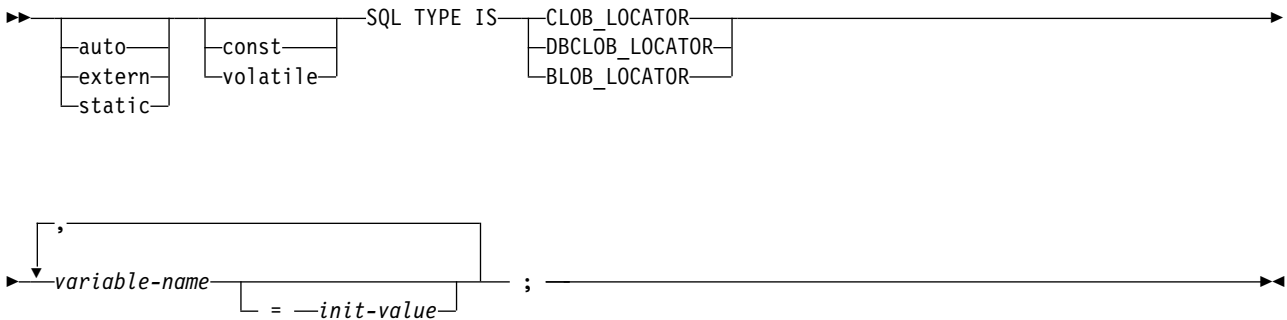 SQL TYPE IS CLOB_LOCATOR
auto const DBCLOB_LOCATOR
extern volatile BLOB_LOCATOR
static
,
variable-name ;
= init-value